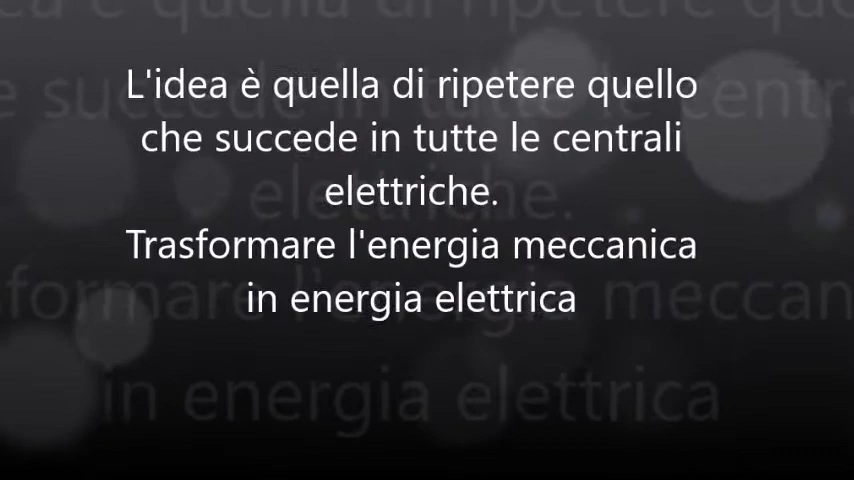 L'idea è quella di ripetere quello
che succede in tutte le centrali
elettriche.
Trasformare l'energia meccanica
in energia elettrica